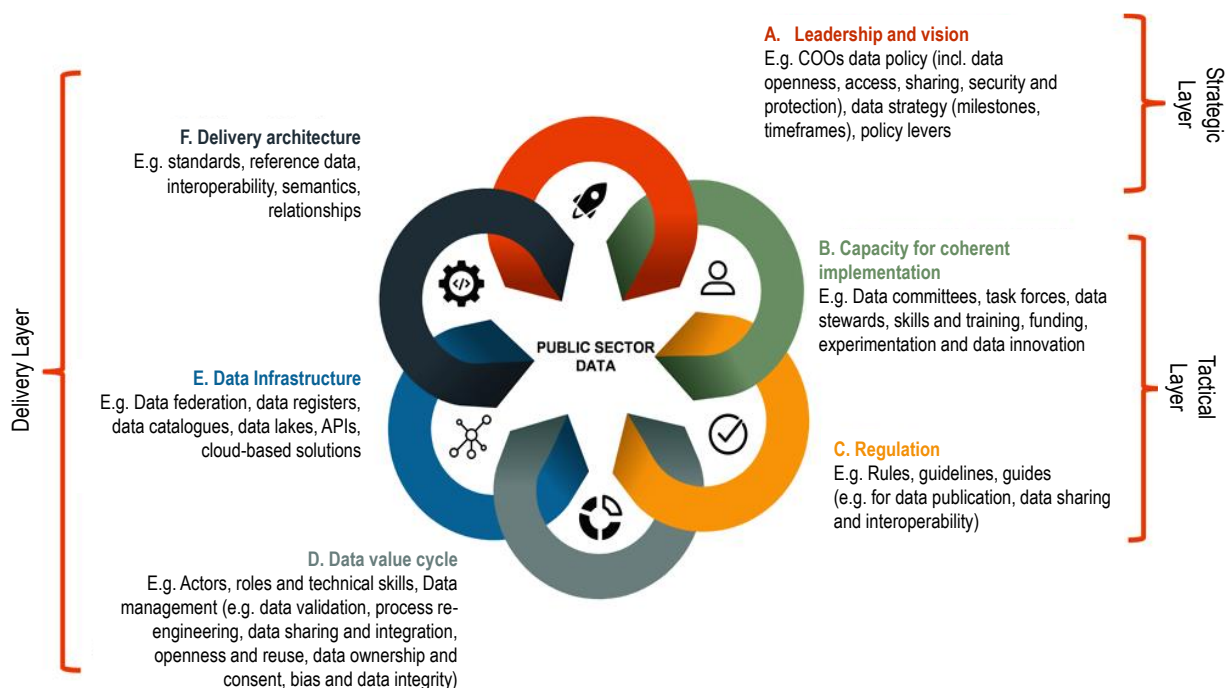 A. Leadership and vision
E.g. COOs data policy (incl. data
openness, access, sharing, security and
protection), data strategy (milestones,
timeframes), policy levers
Strategic
Layer
F. Delivery architecture
E.g. standards, reference data,
interoperability, semantics,
relationships
B. Capacity for coherent
implementation
E.g. Data committees, task forces, data
stewards, skills and training, funding,
experimentation and data innovation
Tactical
Layer
</>
PUBLIC SECTOR
DATA
Delivery Layer
E. Data Infrastructure
E.g. Data federation, data registers,
data catalogues, data lakes, APIs,
cloud-based solutions
C. Regulation
E.g. Rules, guidelines, guides
(e.g. for data publication, data sharing
and interoperability)
D. Data value cycle
E.g. Actors, roles and technical skills, Data
management (e.g. data validation, process re-
engineering, data sharing and integration,
openness and reuse, data ownership and
consent, bias and data integrity)